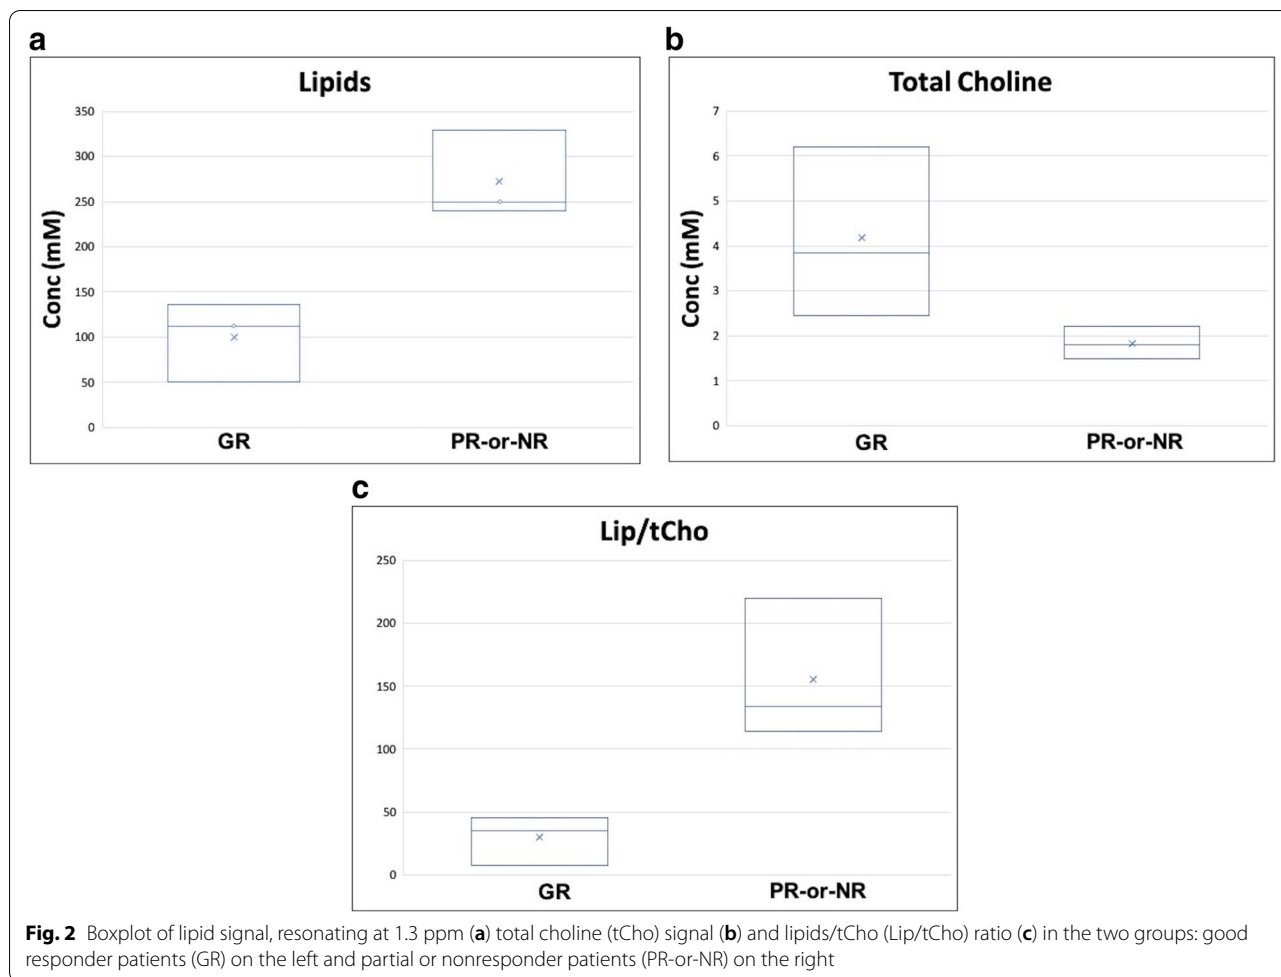 a
Lipids
350
300
250
200
150
100
50
0
Conc (mM)
GR
PR-or-NR
b
Total Choline
7
6
5
4
3
2
1
0
Conc (mM)
GR
PR-or-NR
c
Lip/tCho
250
200
150
100
50
0
GR
PR-or-NR
Fig. 2 Boxplot of lipid signal, resonating at 1.3 ppm (a) total choline (tCho) signal (b) and lipids/tCho (Lip/tCho) ratio (c) in the two groups: good
responder patients (GR) on the left and partial or nonresponder patients (PR-or-NR) on the right